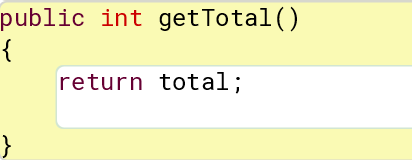 public int getTotal()
{
return total;
}